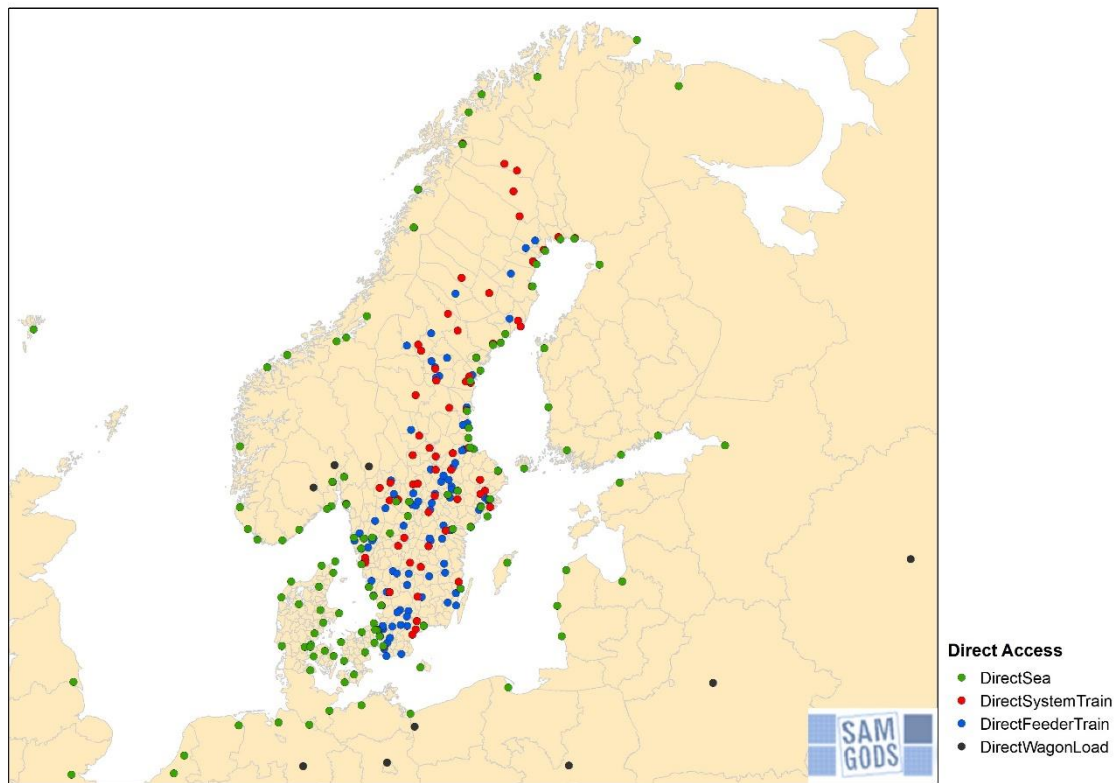 Direct Access
DirectSea
DirectSystemTrain
DirectFeederTrain
DirectWagonLoad
SAM
GODS